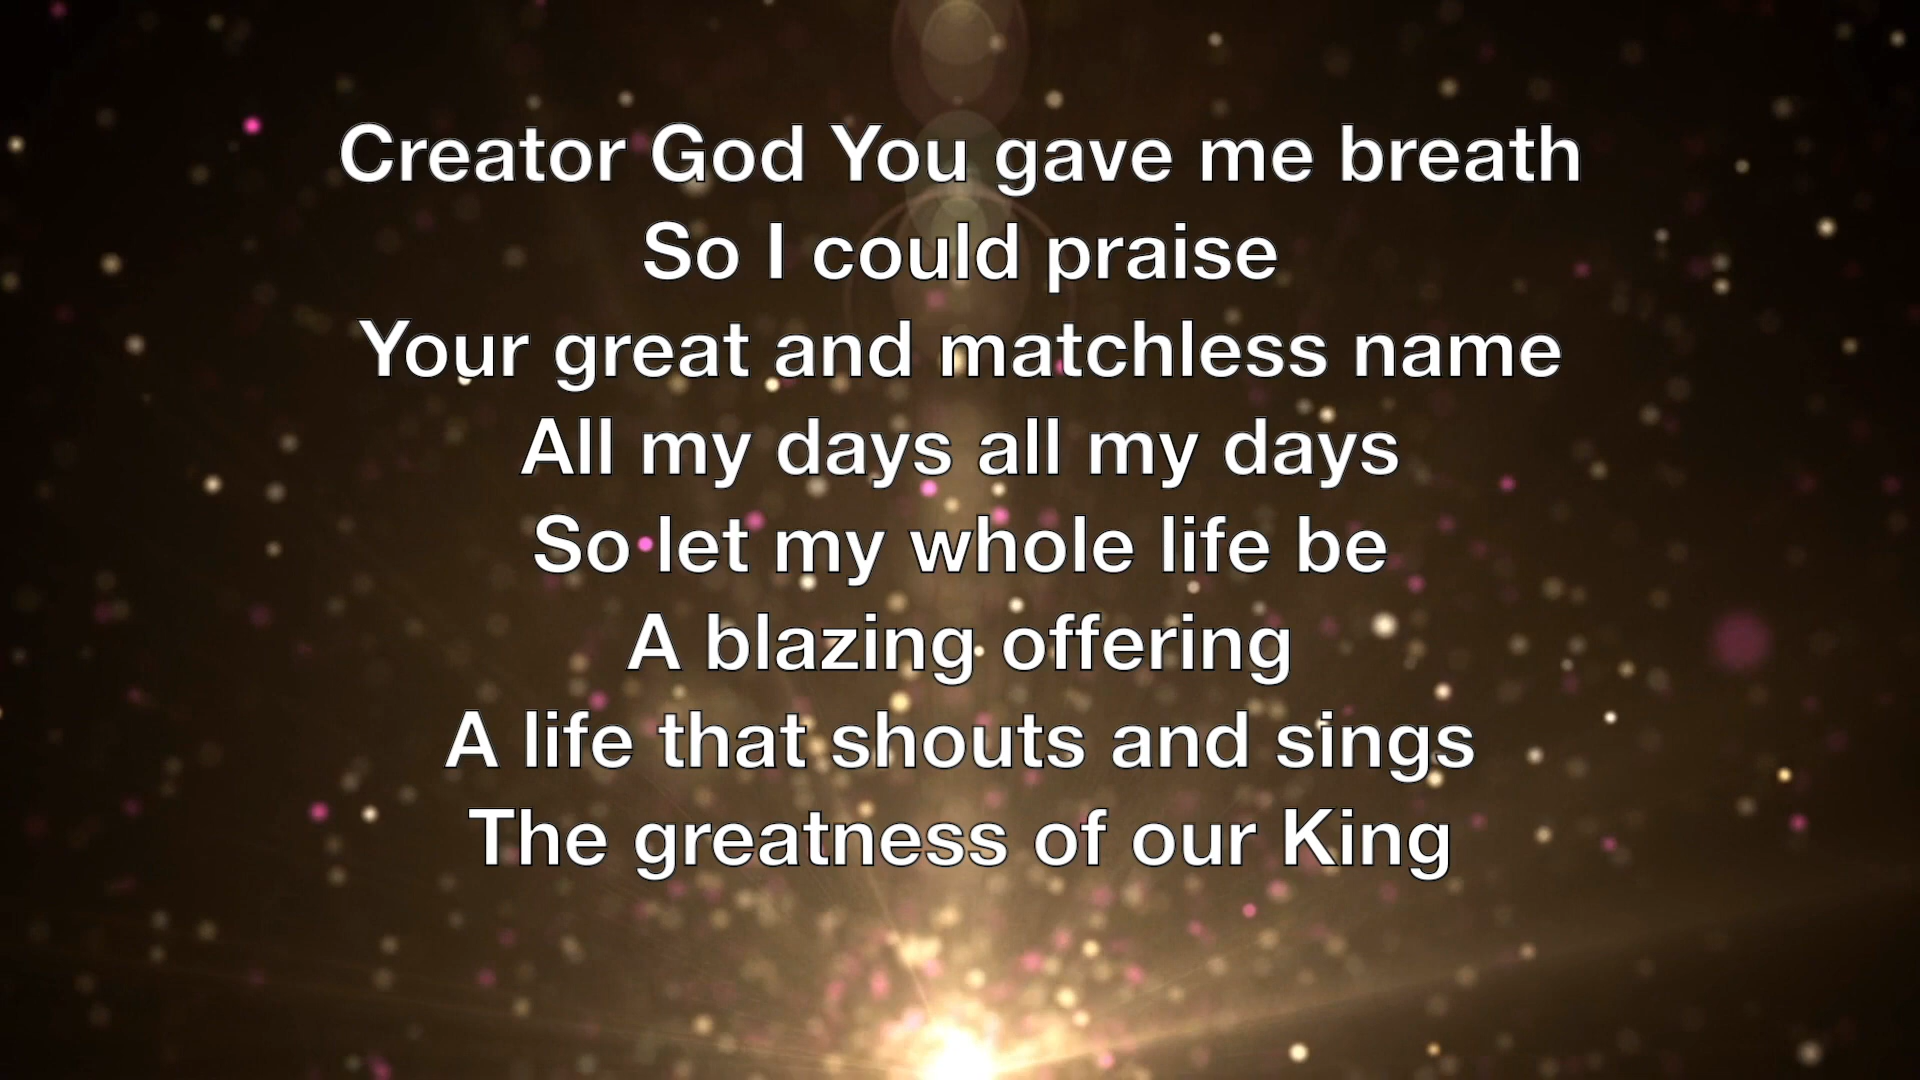 Creator God You gave me breath
So I could praise
Your great and matchless name
All my days all my days
So let my whole life be
A blazing offering
A life that shouts and sings
The greatness of our King